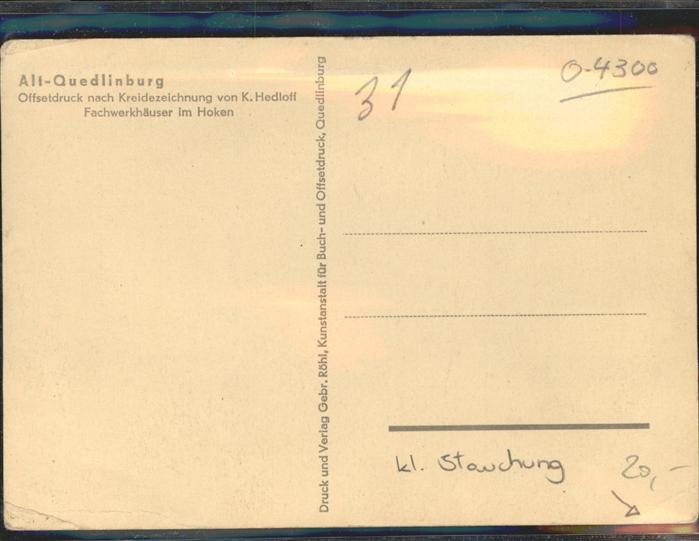 Alt-Quedlinburg
Offsetdruck nach Kreidezeichnung von K. Hedloff
Fachwerkhäuser im Hoken
Druck und Verlag Gebr. Röhl, Kunstanstalt für Buch- und Offsetdruck, Quedlinburg
31
O-4300
kl. Stauchung
20,-